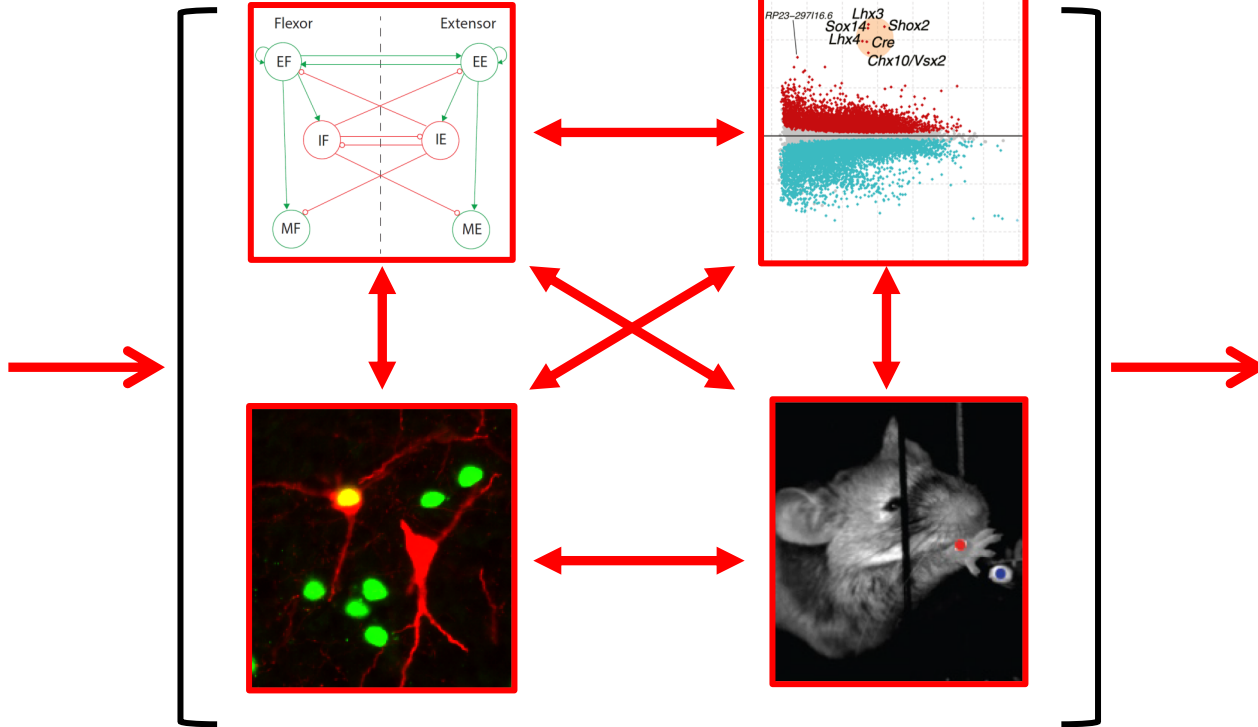 Flexor Extensor
EF EE
IF IE
MF ME
RP23-297I16.6
Lhx3
Sox14 Shox2
Lhx4 Cre
Chx10/Vsx2